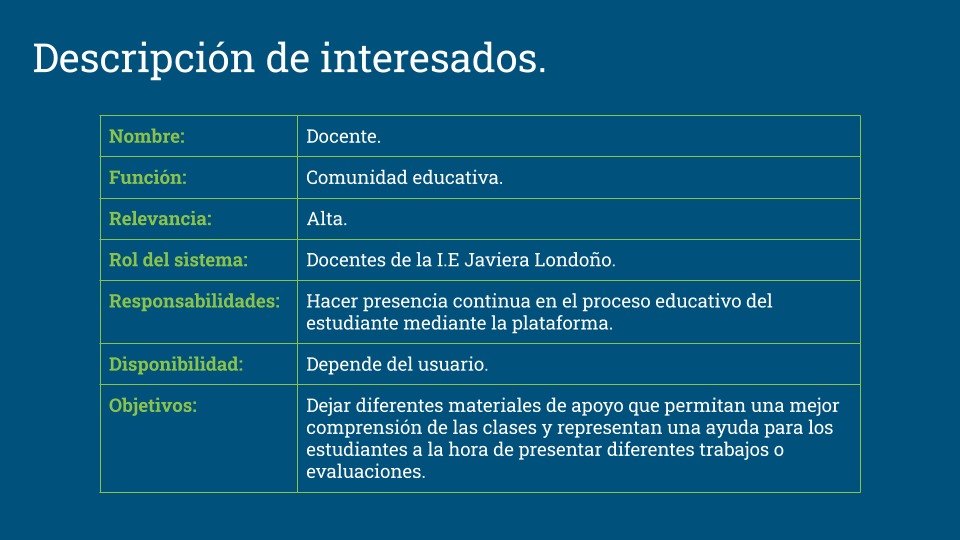 Descripción de interesados.
Nombre: Docente.
Función: Comunidad educativa.
Relevancia: Alta.
Rol del sistema: Docentes de la I.E Javiera Londoño.
Responsabilidades: Hacer presencia continua en el proceso educativo del
estudiante mediante la plataforma.
Disponibilidad: Depende del usuario.
Objetivos: Dejar diferentes materiales de apoyo que permitan una mejor
comprensión de las clases y representan una ayuda para los
estudiantes a la hora de presentar diferentes trabajos o
evaluaciones.